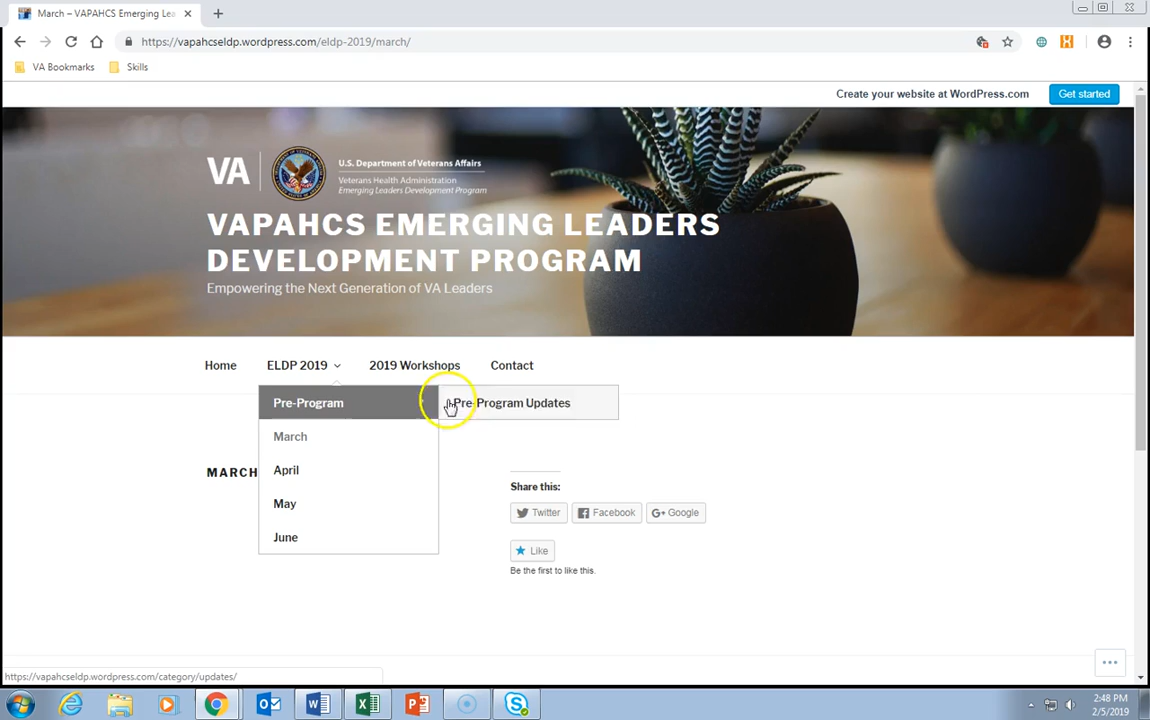 March – VAPAHCS Emerging Lea
https://vapahcseldp.wordpress.com/eldp-2019/march/
VA Bookmarks
Skills
Create your website at WordPress.com
Get started
VA
U.S. Department of Veterans Affairs
Veterans Health Administration
Emerging Leaders Development Program
VAPAHCS EMERGING LEADERS
DEVELOPMENT PROGRAM
Empowering the Next Generation of VA Leaders
Home
ELDP 2019
2019 Workshops
Contact
Pre-Program
Pre-Program Updates
March
April
May
June
MARCH
Share this:
Twitter
Facebook
G+ Google
Like
Be the first to like this.
https://vapahcseldp.wordpress.com/category/updates/
2:48 PM
2/5/2019